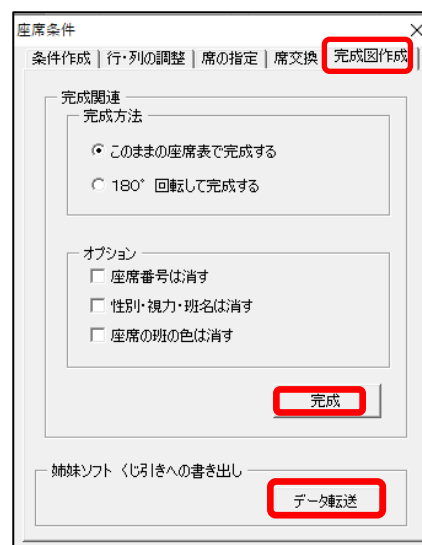 座席条件
条件作成 行・列の調整 席の指定 席交換 完成図作成
完成関連
完成方法
このままの座席表で完成する
180° 回転して完成する
オプション
座席番号は消す
性別・視力・班名は消す
座席の班の色は消す
完成
姉妹ソフト くじ引きへの書き出し
データ転送